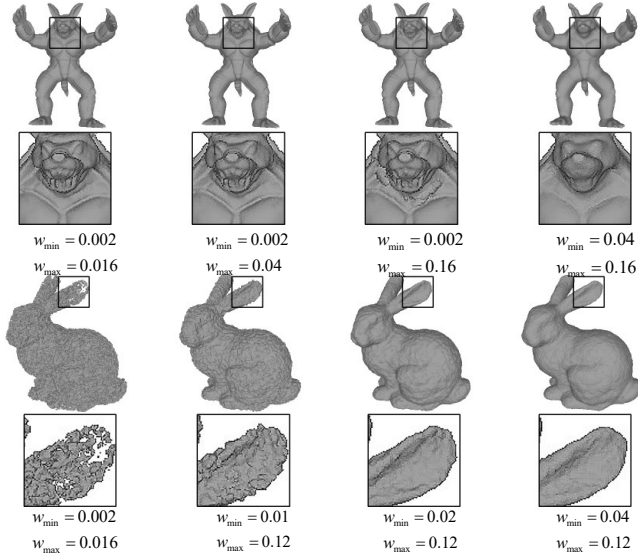 w_min = 0.002 w_min = 0.002 w_min = 0.002 w_min = 0.04
w_max = 0.016 w_max = 0.04 w_max = 0.16 w_max = 0.16
w_min = 0.002 w_min = 0.01 w_min = 0.02 w_min = 0.04
w_max = 0.016 w_max = 0.12 w_max = 0.12 w_max = 0.12